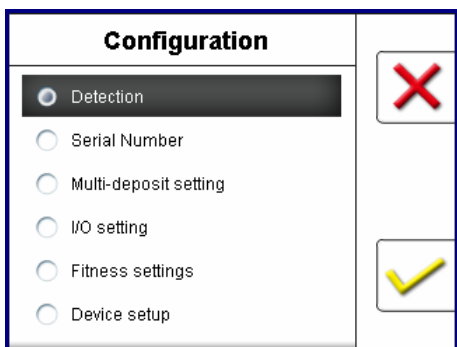 Configuration
Detection
Serial Number
Multi-deposit setting
I/O setting
Fitness settings
Device setup